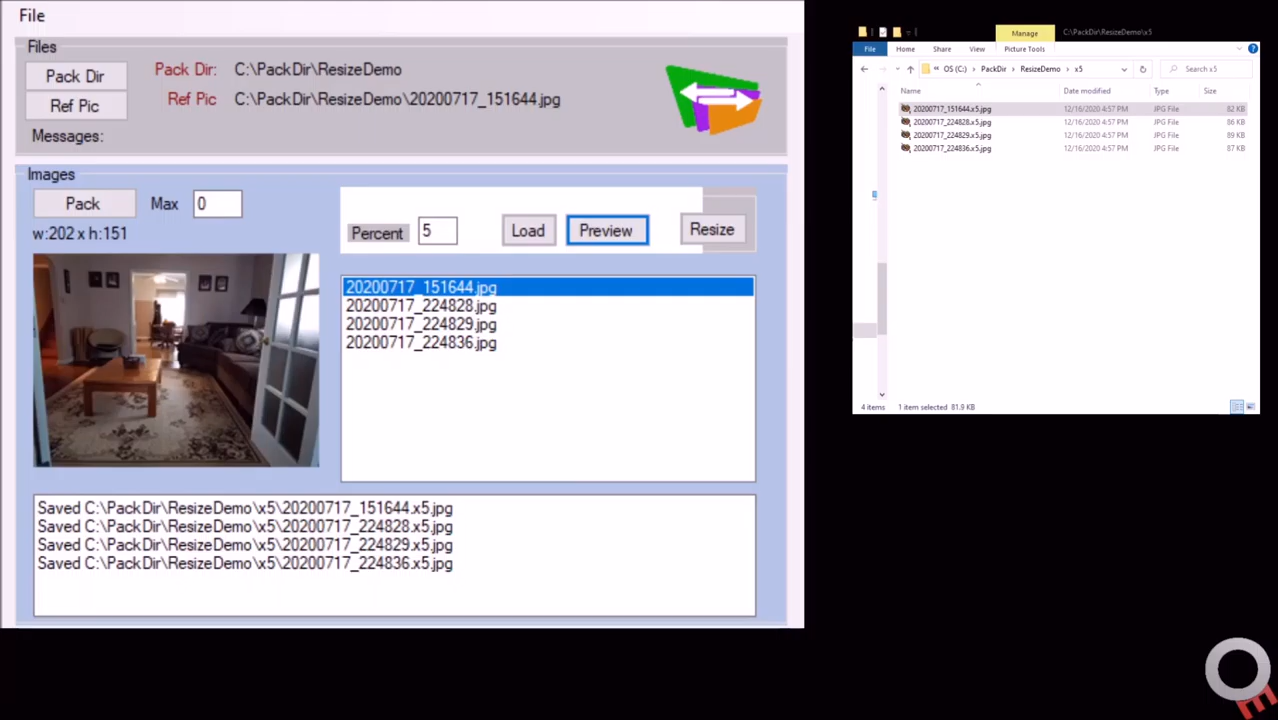 File
Files
Pack Dir
Pack Dir: C:\PackDir\ResizeDemo
Ref Pic
Ref Pic C:\PackDir\ResizeDemo\20200717_151644.jpg
Messages:
Images
Pack
Max 0
w:202 x h:151
Percent 5
Load
Preview
Resize
20200717_151644.jpg
20200717_224828.jpg
20200717_224829.jpg
20200717_224836.jpg
Saved C:\PackDir\ResizeDemo\x5\20200717_151644.x5.jpg
Saved C:\PackDir\ResizeDemo\x5\20200717_224828.x5.jpg
Saved C:\PackDir\ResizeDemo\x5\20200717_224829.x5.jpg
Saved C:\PackDir\ResizeDemo\x5\20200717_224836.x5.jpg
Manage C:\PackDir\ResizeDemo\x5
File Home Share View Picture Tools
OS (C:) › PackDir › ResizeDemo › x5 Search x5
Name Date modified Type Size
20200717_151644.x5.jpg 12/16/2020 4:57 PM JPG File 82 KB
20200717_224828.x5.jpg 12/16/2020 4:57 PM JPG File 86 KB
20200717_224829.x5.jpg 12/16/2020 4:57 PM JPG File 89 KB
20200717_224836.x5.jpg 12/16/2020 4:57 PM JPG File 87 KB
4 items 1 item selected 81.9 KB